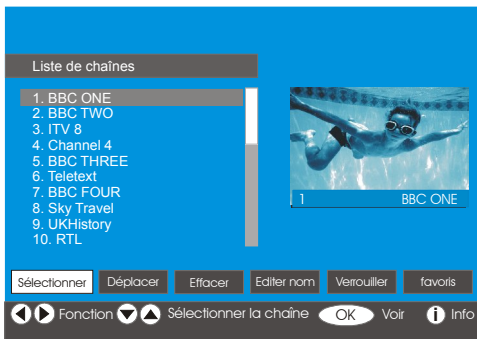 Liste de chaînes
1. BBC ONE
2. BBC TWO
3. ITV 8
4. Channel 4
5. BBC THREE
6. Teletext
7. BBC FOUR
8. Sky Travel
9. UKHistory
10. RTL
1 BBC ONE
Sélectionner Déplacer Effacer Editer nom Verrouiller favoris
Fonction Sélectionner la chaîne OK Voir i Info